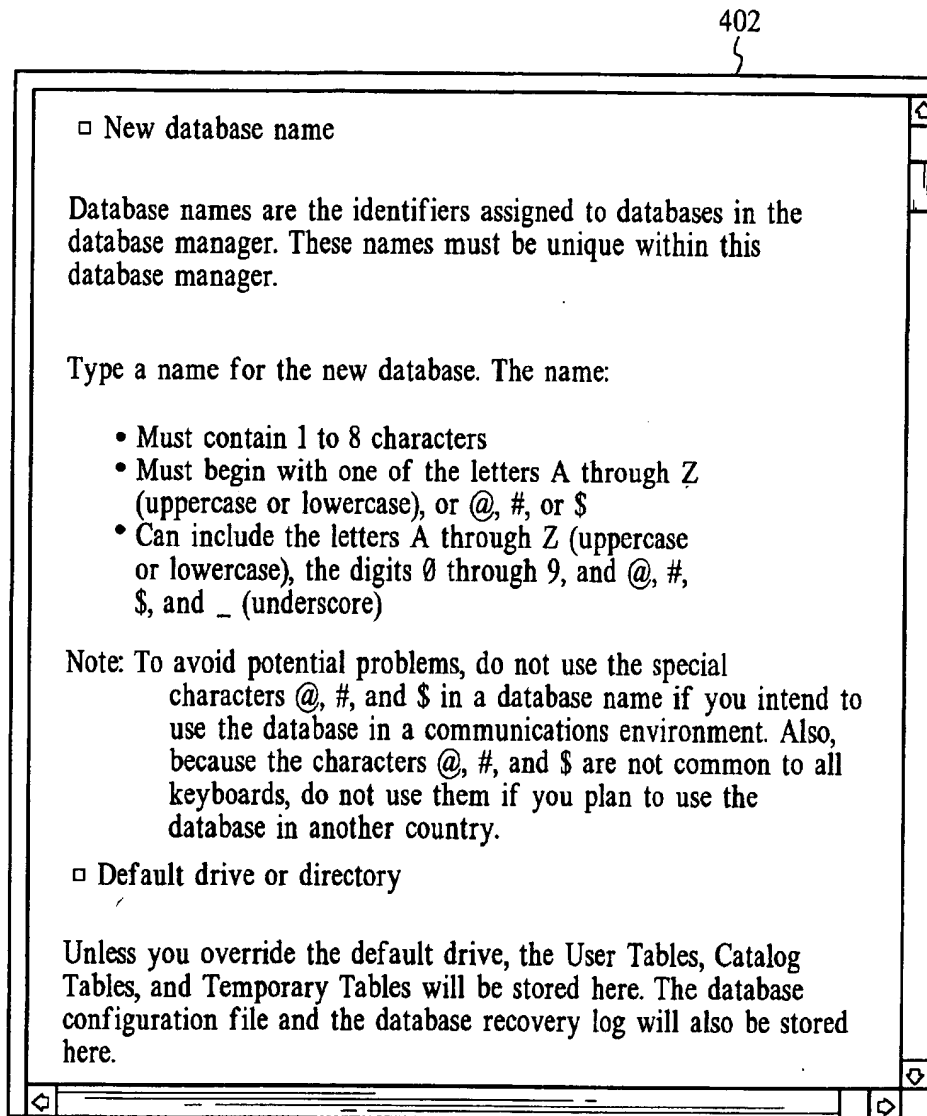 402
□ New database name
Database names are the identifiers assigned to databases in the
database manager. These names must be unique within this
database manager.
Type a name for the new database. The name:
• Must contain 1 to 8 characters
• Must begin with one of the letters A through Z
(uppercase or lowercase), or @, #, or $
• Can include the letters A through Z (uppercase
or lowercase), the digits 0 through 9, and @, #,
$, and _ (underscore)
Note: To avoid potential problems, do not use the special
characters @, #, and $ in a database name if you intend to
use the database in a communications environment. Also,
because the characters @, #, and $ are not common to all
keyboards, do not use them if you plan to use the
database in another country.
□ Default drive or directory
Unless you override the default drive, the User Tables, Catalog
Tables, and Temporary Tables will be stored here. The database
configuration file and the database recovery log will also be stored
here.